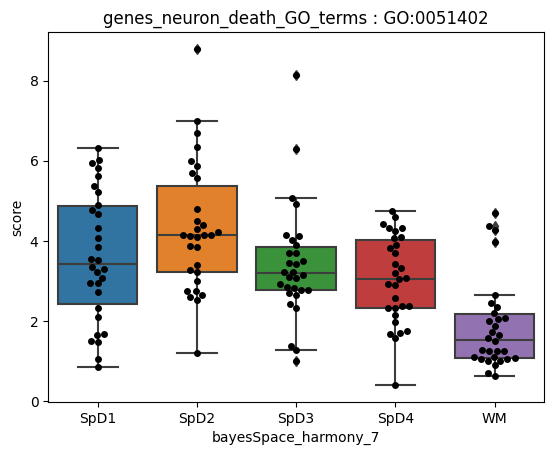 genes_neuron_death_GO_terms : GO:0051402
score
8
6
4
2
0
SpD1 SpD2 SpD3 SpD4 WM
bayesSpace_harmony_7